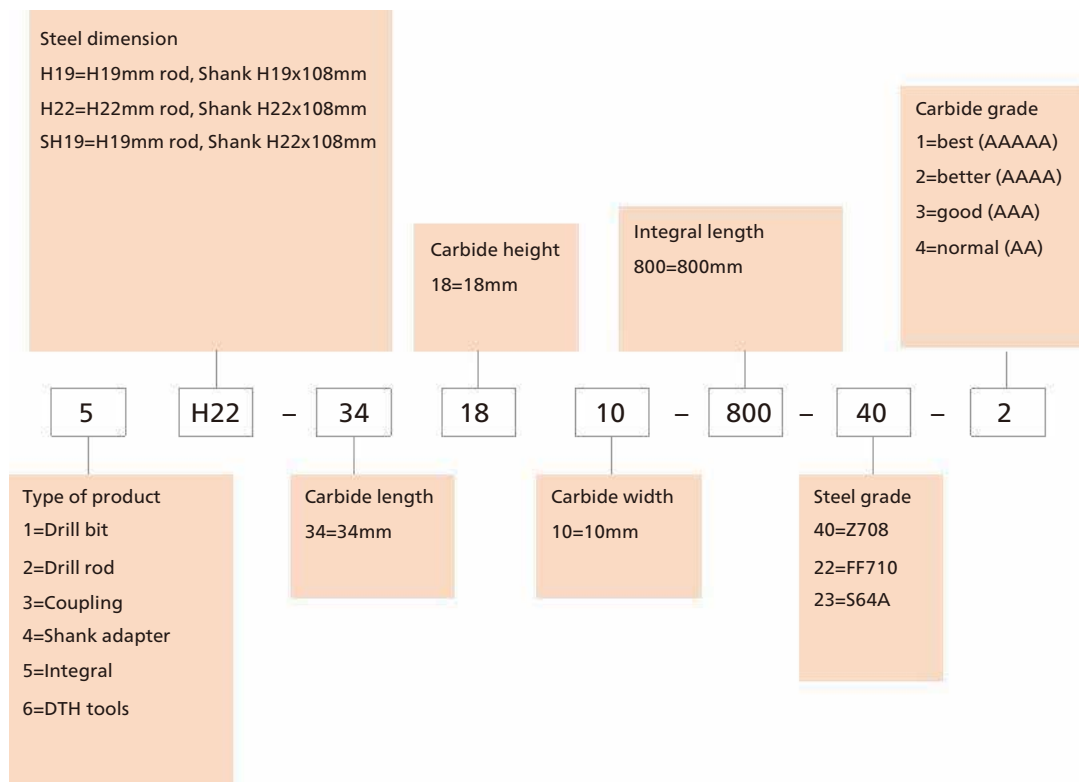 Steel dimension
H19=H19mm rod, Shank H19x108mm
H22=H22mm rod, Shank H22x108mm
SH19=H19mm rod, Shank H22x108mm
Carbide height
18=18mm
Integral length
800=800mm
Carbide grade
1=best (AAAAA)
2=better (AAAA)
3=good (AAA)
4=normal (AA)
5 H22 – 34 18 10 – 800 – 40 – 2
Type of product
1=Drill bit
2=Drill rod
3=Coupling
4=Shank adapter
5=Integral
6=DTH tools
Carbide length
34=34mm
Carbide width
10=10mm
Steel grade
40=Z708
22=FF710
23=S64A